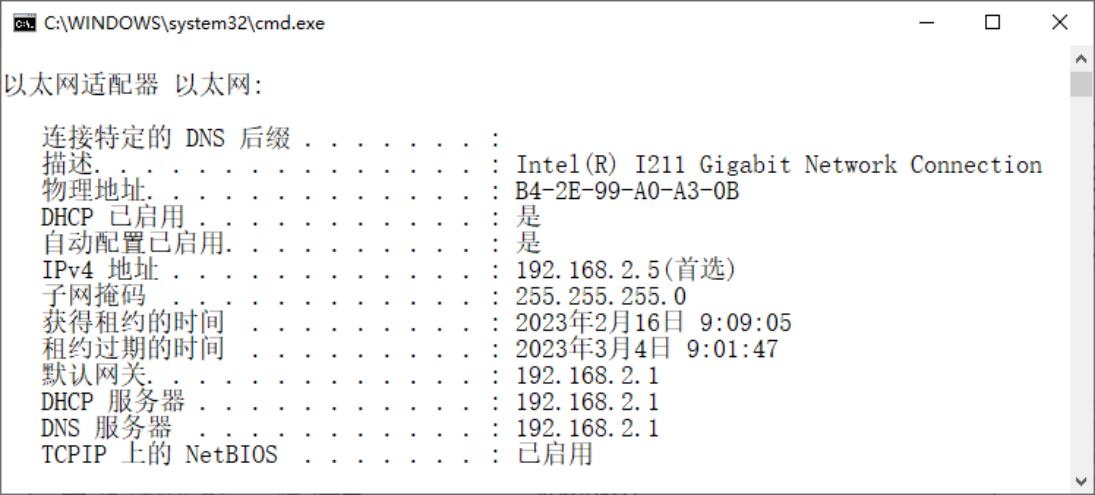 C:\WINDOWS\system32\cmd.exe
以太网适配器 以太网:
连接特定的 DNS 后缀 . . . . . . . :
描述. . . . . . . . . . . . . . . : Intel(R) I211 Gigabit Network Connection
物理地址. . . . . . . . . . . . . : B4-2E-99-A0-A3-0B
DHCP 已启用 . . . . . . . . . . . : 是
自动配置已启用. . . . . . . . . . : 是
IPv4 地址 . . . . . . . . . . . . : 192.168.2.5(首选)
子网掩码  . . . . . . . . . . . . : 255.255.255.0
获得租约的时间  . . . . . . . . . : 2023年2月16日 9:09:05
租约过期的时间  . . . . . . . . . : 2023年3月4日 9:01:47
默认网关. . . . . . . . . . . . . : 192.168.2.1
DHCP 服务器 . . . . . . . . . . . : 192.168.2.1
DNS 服务器  . . . . . . . . . . . : 192.168.2.1
TCPIP 上的 NetBIOS  . . . . . . . : 已启用